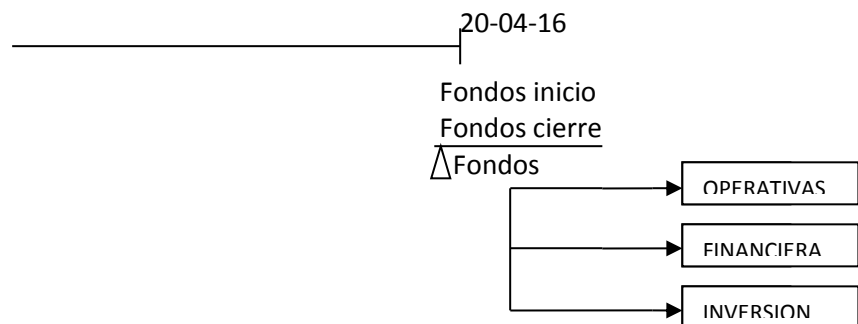 20-04-16
Fondos inicio
Fondos cierre
Fondos
OPERATIVAS
FINANCIERA
INVERSION